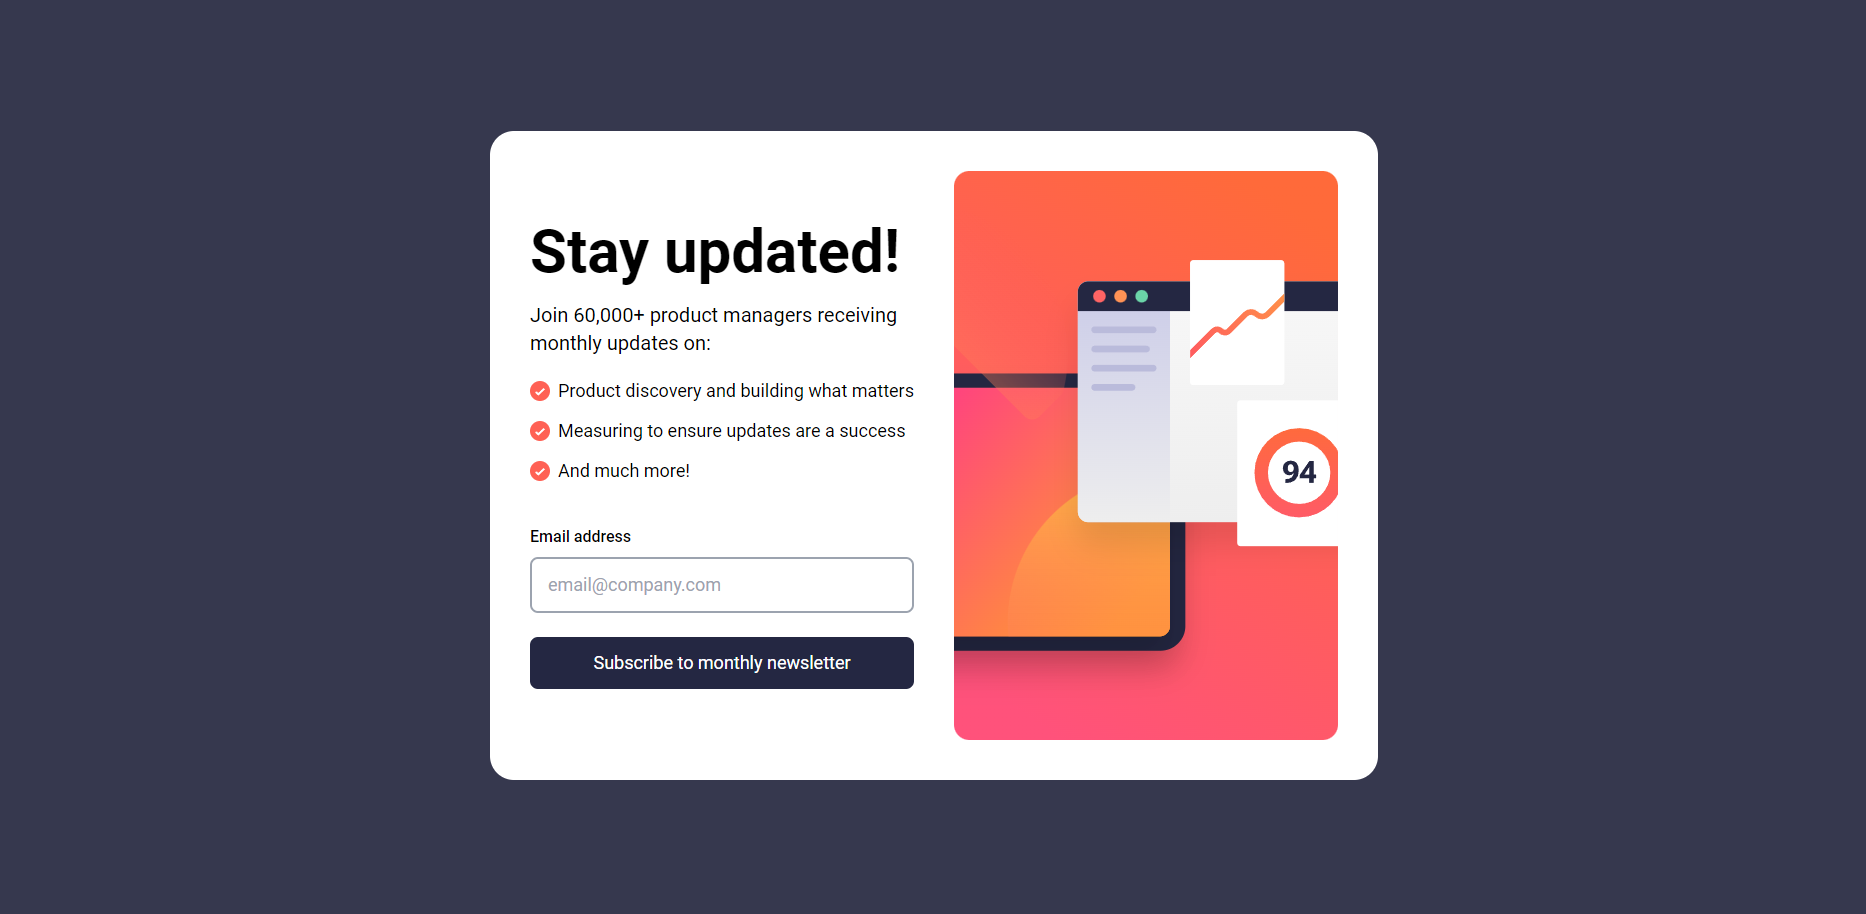 Stay updated!
Join 60,000+ product managers receiving
monthly updates on:
Product discovery and building what matters
Measuring to ensure updates are a success
And much more!
Email address
email@company.com
Subscribe to monthly newsletter
94